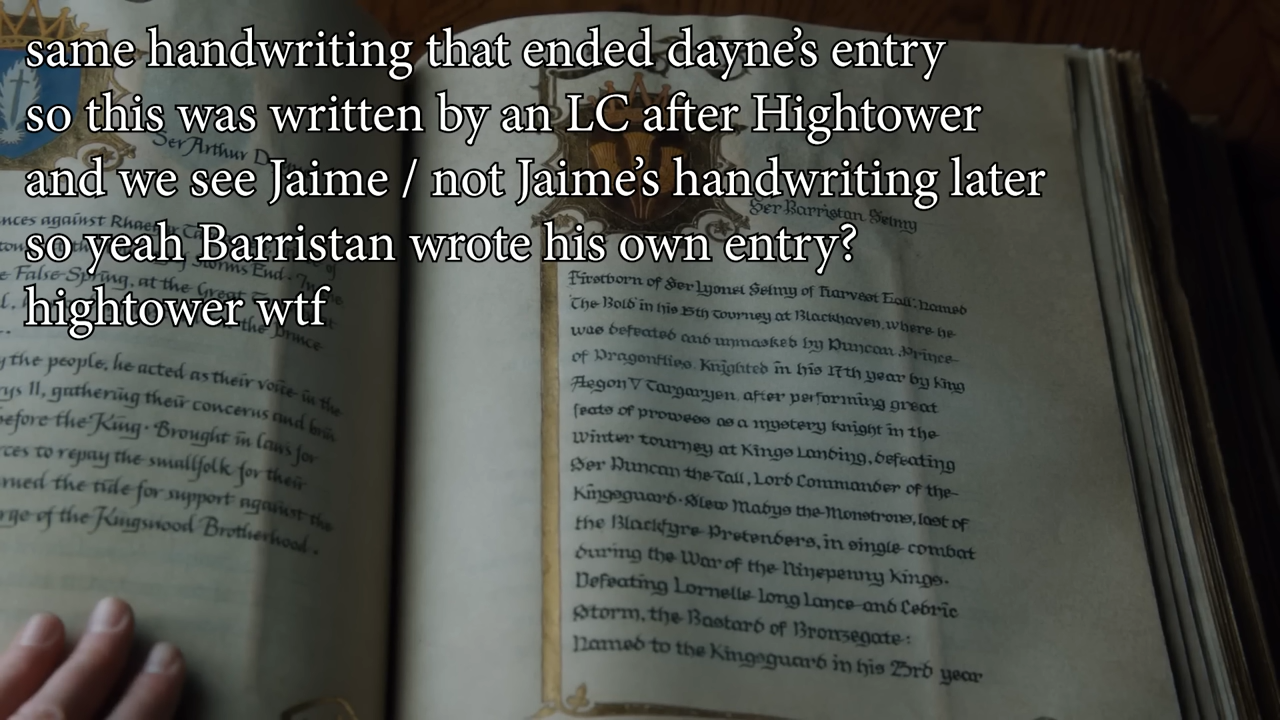 same handwriting that ended dayne's entry
so this was written by an LC after Hightower
and we see Jaime / not Jaime's handwriting later
so yeah Barristan wrote his own entry?
hightower wtf
Ser Arthur
nces against
Storms End · In
e False Spring, at the Great
the prince
y the people, he acted as their voice in the
rys II, gathering their concerns and
before the King · Brought in laws for
rces to repay the smallfolk for their
rned the tide for support against the
rge of the Kingswood Brotherhood .
Ser Barristan Selmy
Firstborn of Ser Lyonel Selmy of Harvest Hall. Named
The Bold in his 15th tourney at Blackhaven, where he
was defeated and unmasked by Duncan, Prince
of Dragonflies. Knighted in his 17th year by King
Aegon V Targaryen, after performing great
feats of prowess as a mystery knight in the
winter tourney at Kings Landing, defeating
Ser Duncan the Tall, Lord Commander of the
Kingsguard · Slew Malys the Monstrous, last of
the Blackfyre Pretenders, in single combat
during the War of the Ninepenny Kings.
Defeating Lornelle long Lance and Cedric
Storm, the Bastard of Bronzegate :
Named to the Kingsguard in his 23rd year